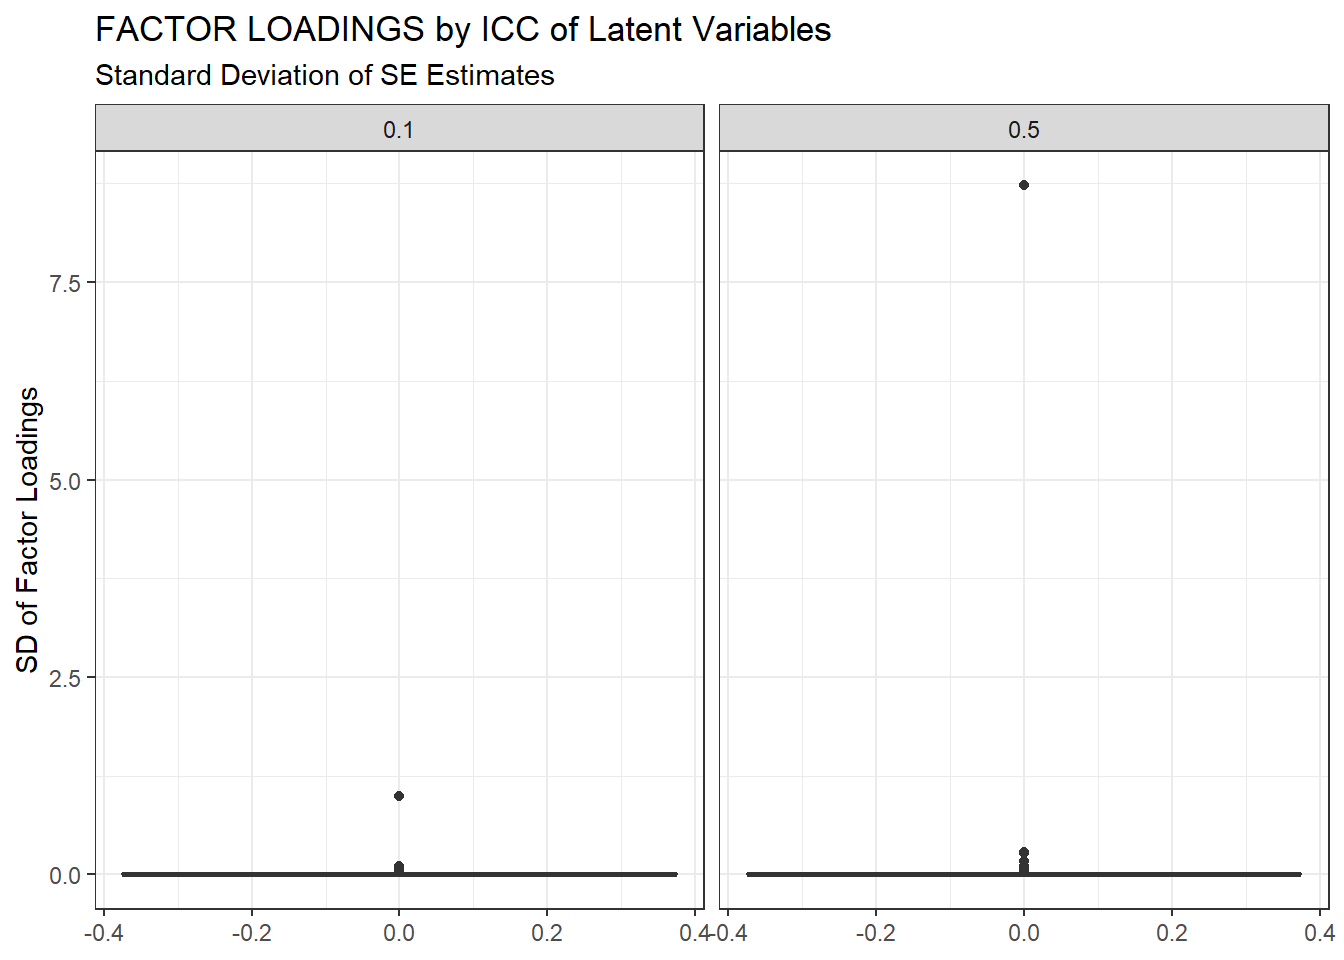 FACTOR LOADINGS by ICC of Latent Variables
Standard Deviation of SE Estimates
0.1
0.5
SD of Factor Loadings
7.5
5.0
2.5
0.0
-0.4 -0.2 0.0 0.2 0.4
-0.4 -0.2 0.0 0.2 0.4